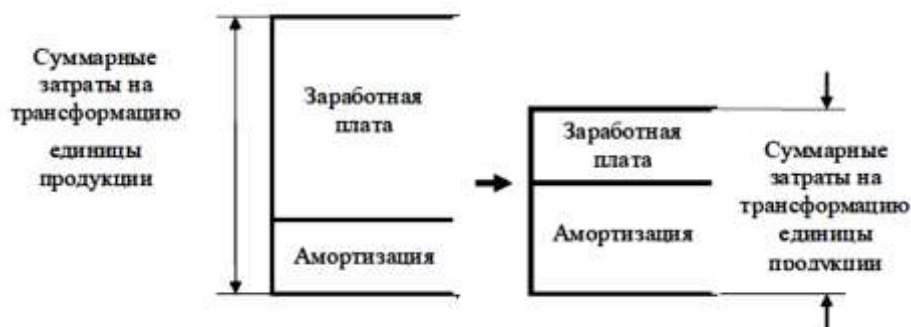 Суммарные
затраты на
трансформацию
единицы
продукции
Заработная
плата
Амортизация
Заработная
плата
Амортизация
Суммарные
затраты на
трансформацию
единицы
продукции